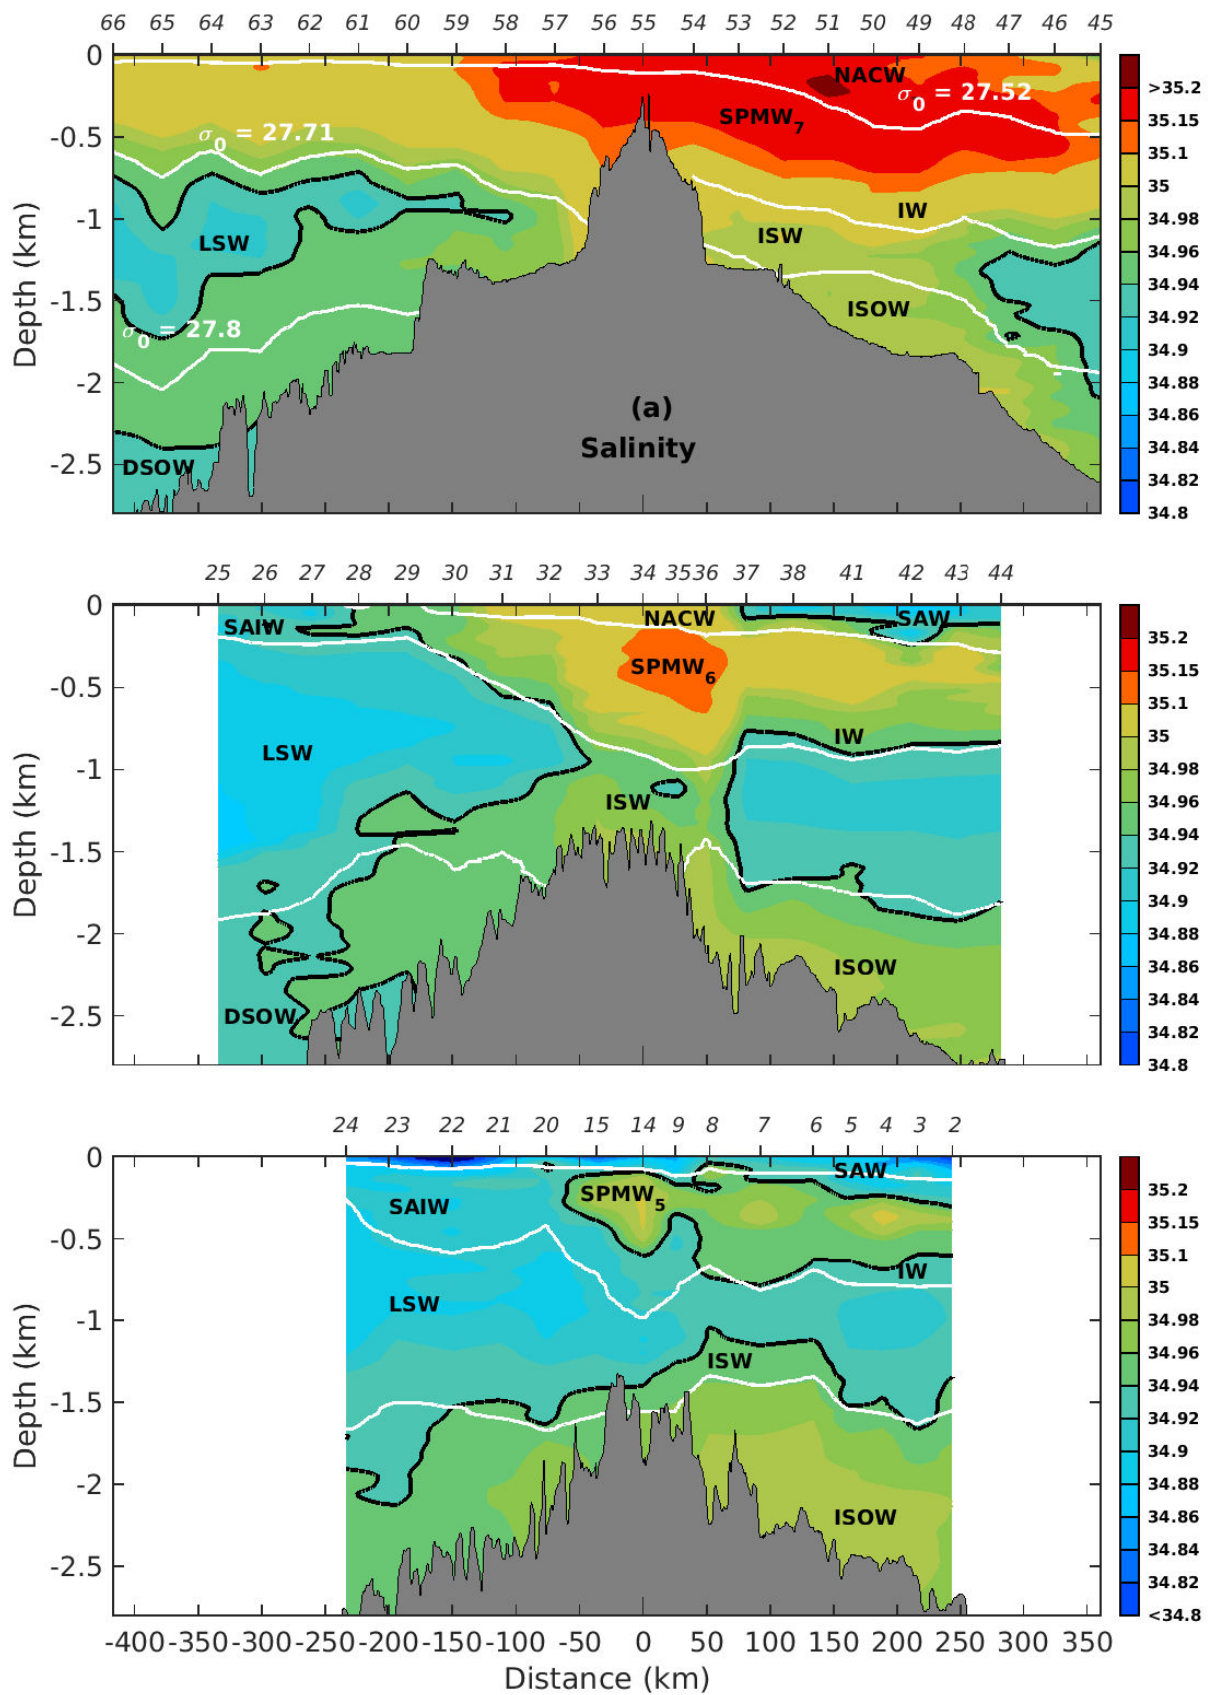 66 65 64 63 62 61 60 59 58 57 56 55 54 53 52 51 50 49 48 47 46 45
0
-0.5
-1
-1.5
-2
-2.5
Depth (km)
NACW
σ0 = 27.52
SPMW7
σ0 = 27.71
IW
LSW
ISW
ISOW
σ0 = 27.8
(a)
Salinity
DSOW
>35.2
35.15
35.1
35
34.98
34.96
34.94
34.92
34.9
34.88
34.86
34.84
34.82
34.8
25 26 27 28 29 30 31 32 33 34 35 36 37 38 41 42 43 44
0
-0.5
-1
-1.5
-2
-2.5
Depth (km)
SAIW
NACW
SAW
SPMW6
LSW
IW
ISW
ISOW
DSOW
35.2
35.15
35.1
35
34.98
34.96
34.94
34.92
34.9
34.88
34.86
34.84
34.82
34.8
24 23 22 21 20 15 14 9 8 7 6 5 4 3 2
0
-0.5
-1
-1.5
-2
-2.5
Depth (km)
SAW
SPMW5
SAIW
IW
LSW
ISW
ISOW
35.2
35.15
35.1
35
34.98
34.96
34.94
34.92
34.9
34.88
34.86
34.84
34.82
<34.8
-400 -350 -300 -250 -200 -150 -100 -50 0 50 100 150 200 250 300 350
Distance (km)